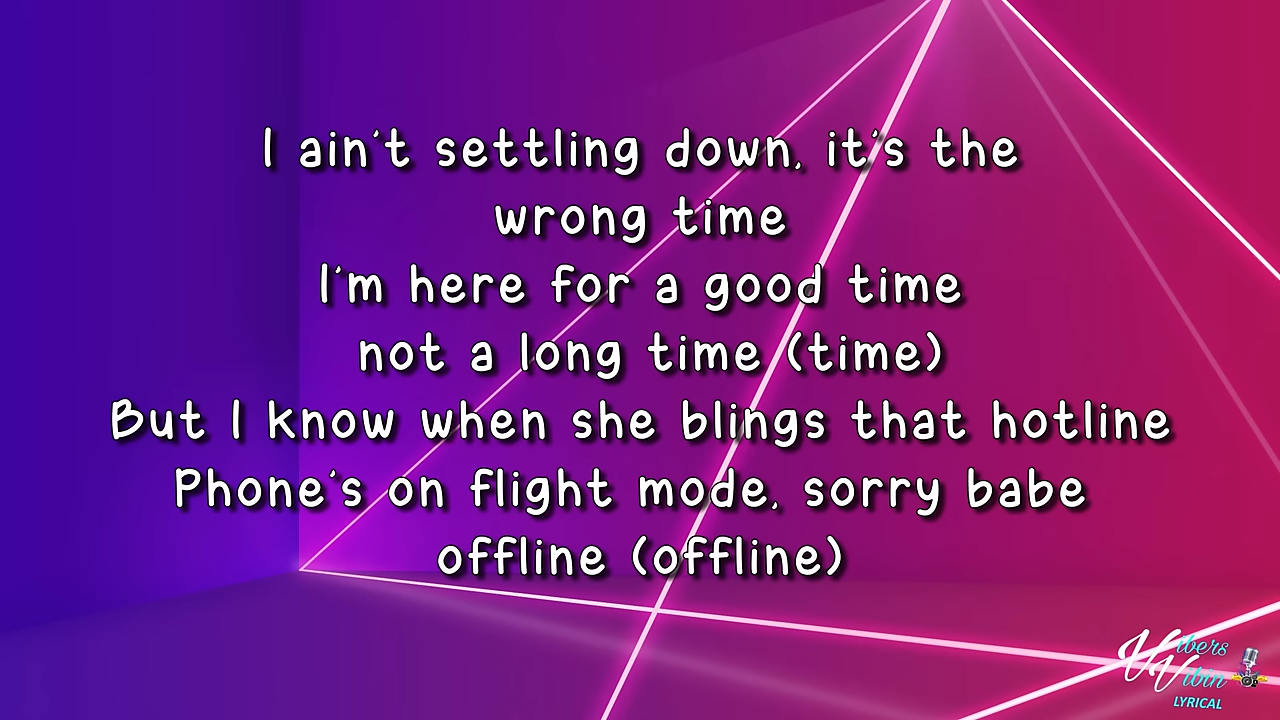 I ain't settling down, it's the
wrong time
I'm here for a good time
not a long time (time)
But I know when she blings that hotline
Phone's on flight mode, sorry babe
offline (offline)
Vibers
Vibin
LYRICAL